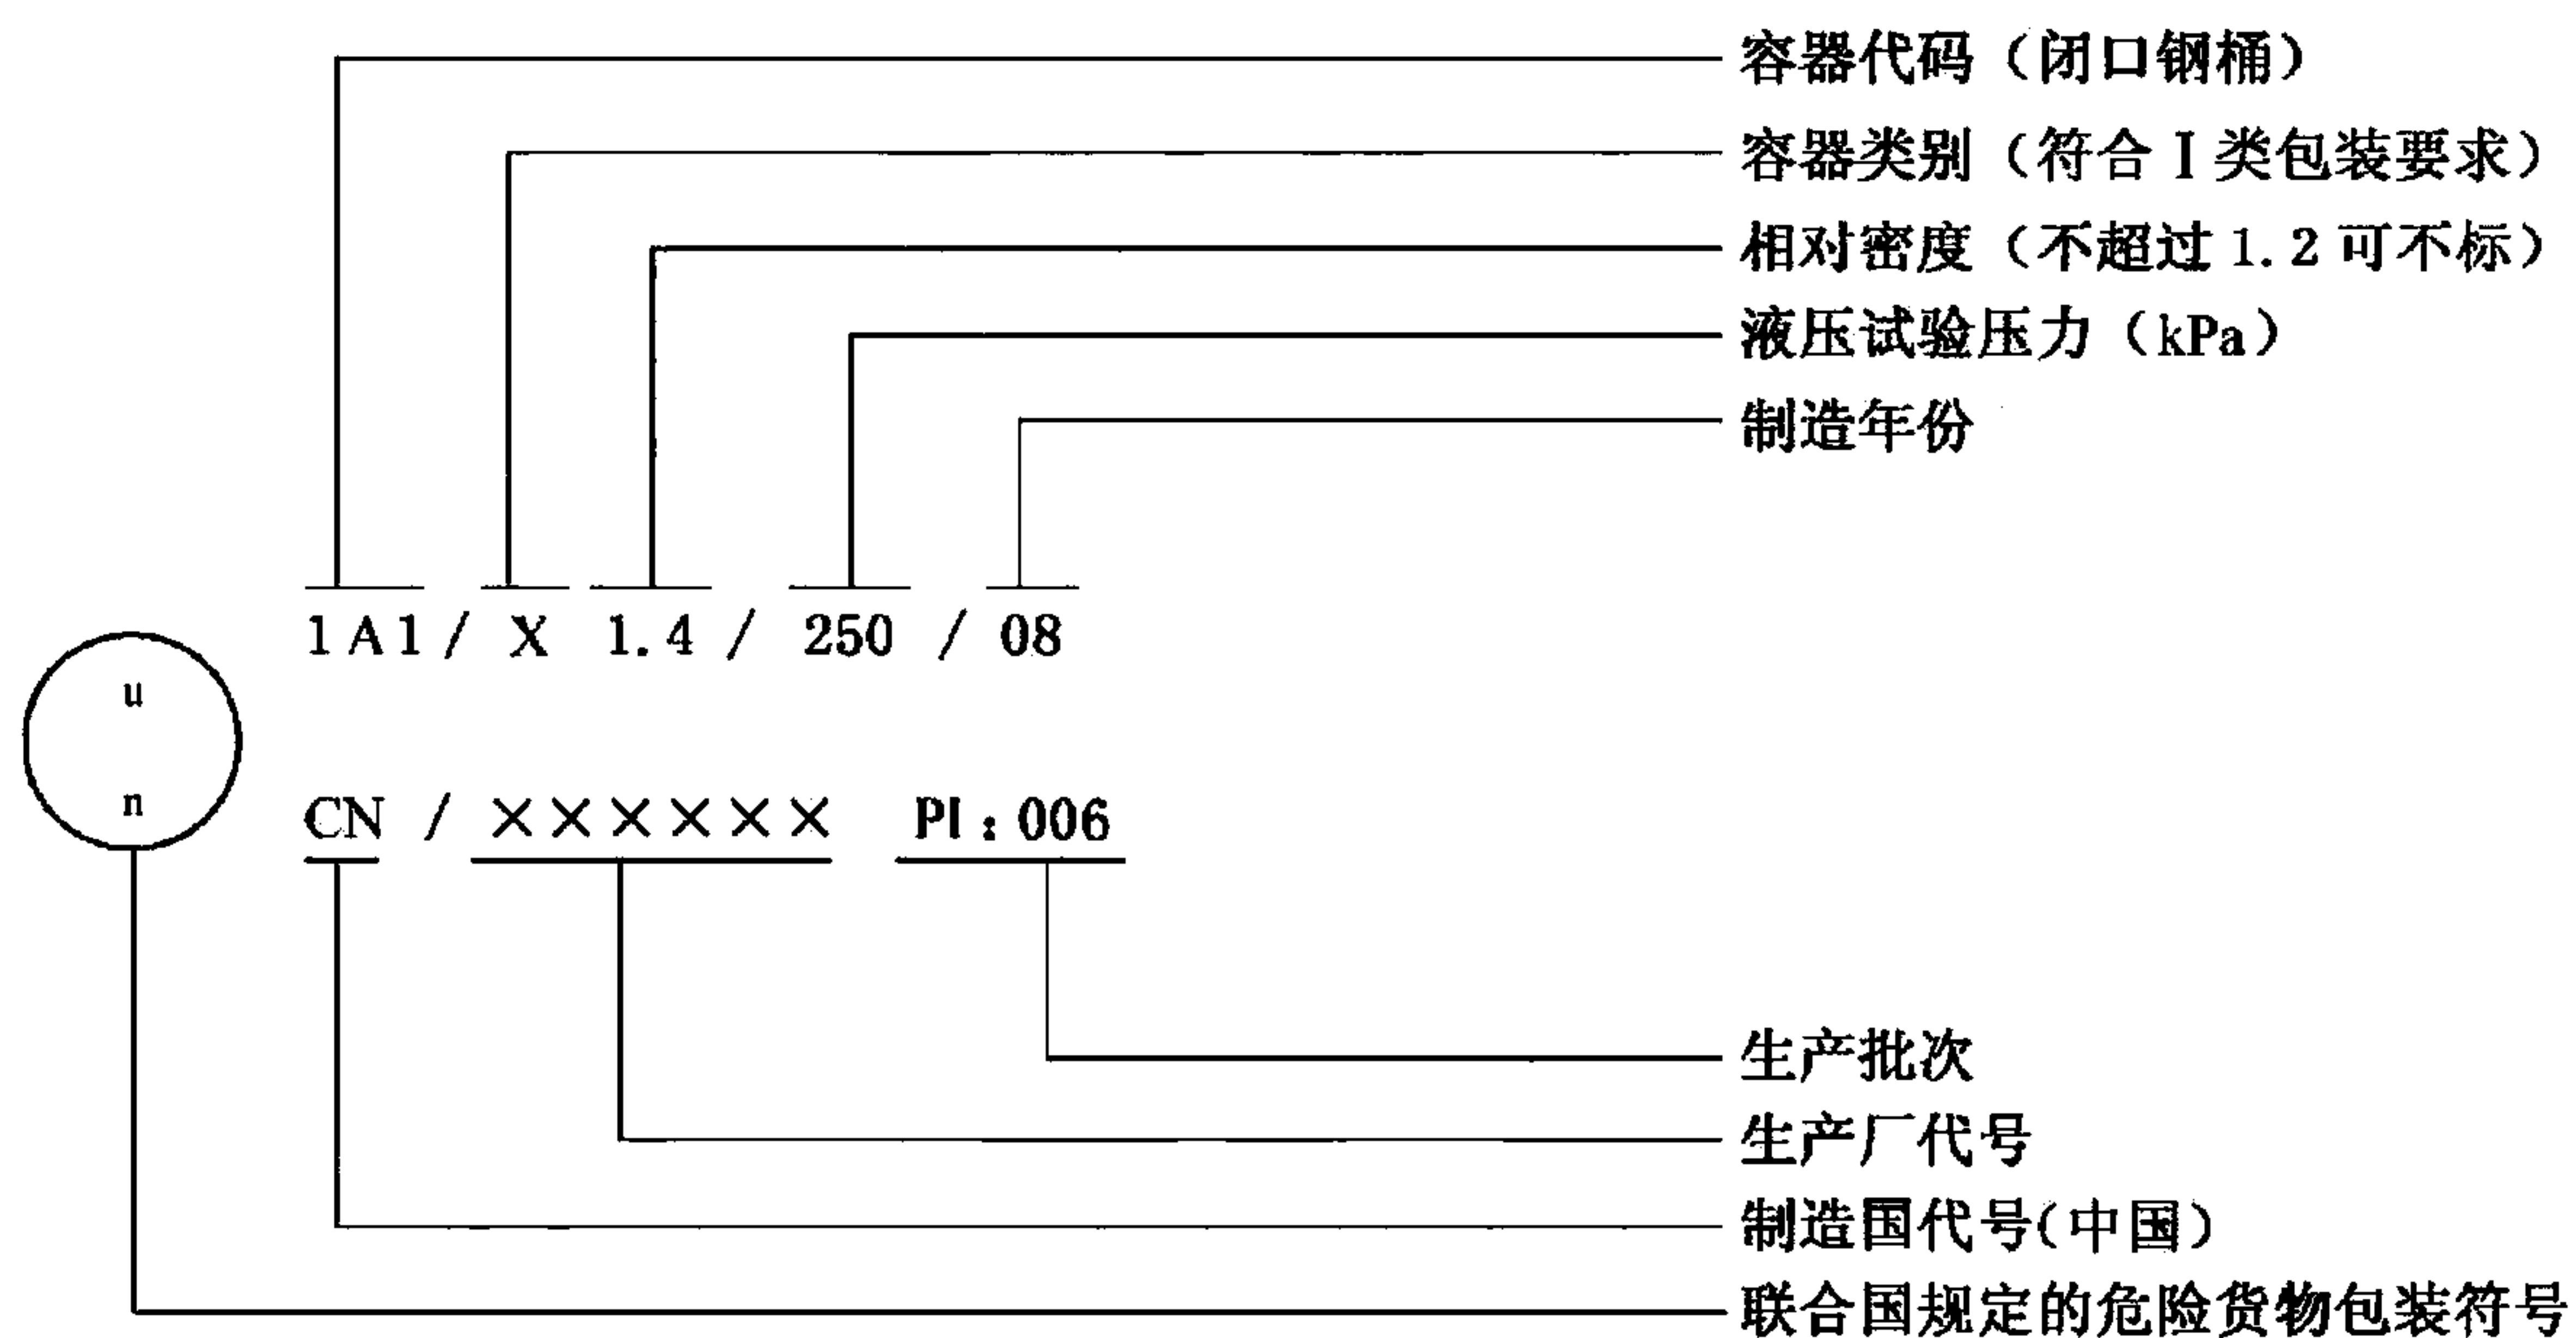 容器代码（闭口钢桶）
容器类别（符合 I 类包装要求）
相对密度（不超过 1.2 可不标）
液压试验压力（kPa）
制造年份
1A1/ X 1.4 / 250 / 08
u
n
CN / ×××××× PI:006
生产批次
生产厂代号
制造国代号(中国)
联合国规定的危险货物包装符号